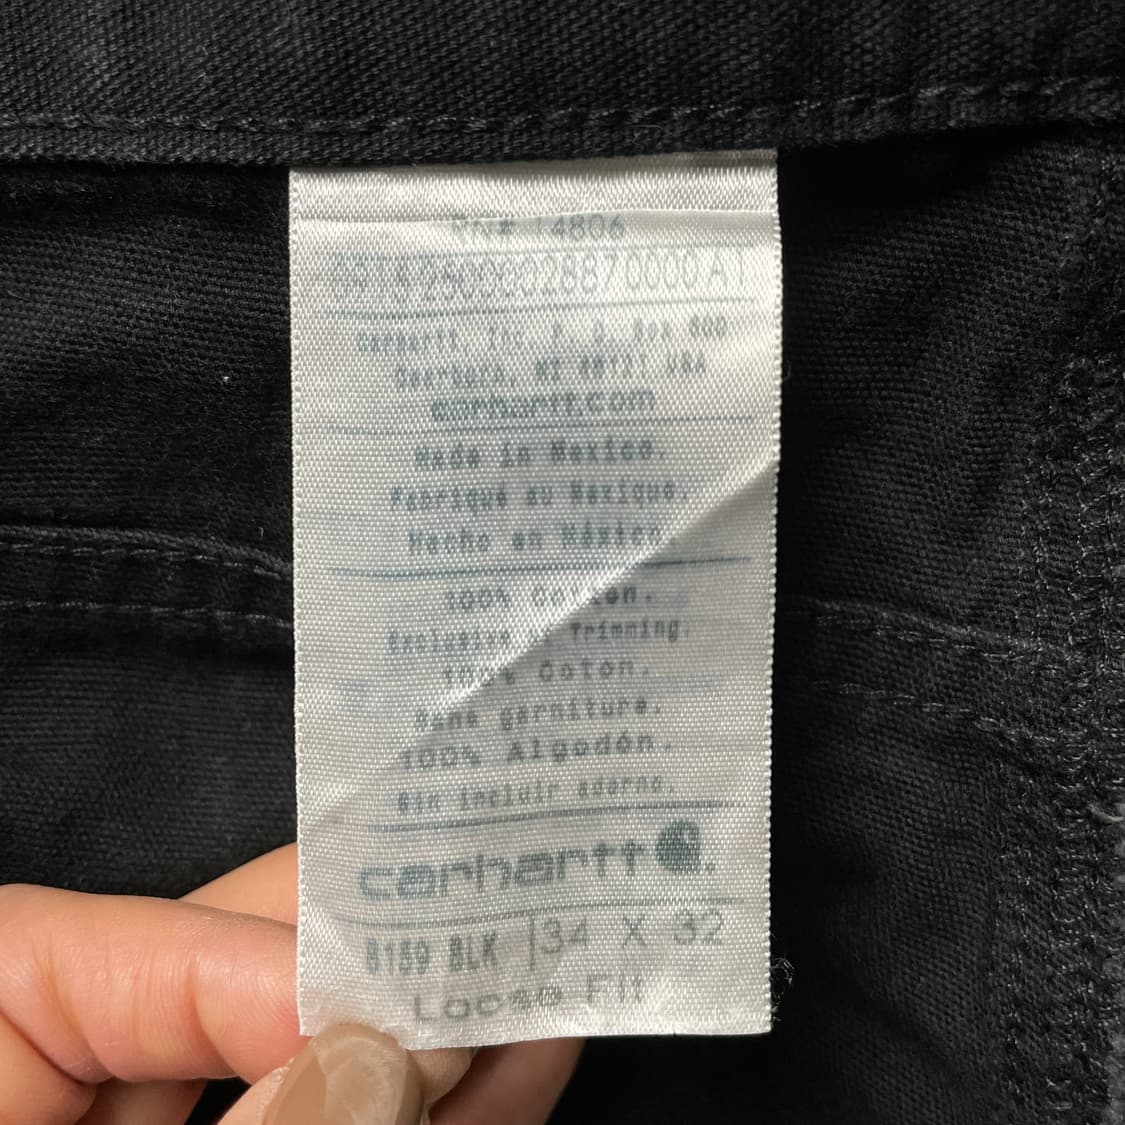 RN# 14806
Carhartt, Inc. P.O. Box 600
Dearborn, MI 48121 USA
carhartt.com
Made in Mexico.
Fabriqué au Mexique.
Hecho en México.
100% Cotton.
Exclusive of Trimming.
100% Coton.
Sans garniture.
100% Algodón.
Sin incluir adorno.
carhartt.
B159 BLK 34 X 32
Loose Fit